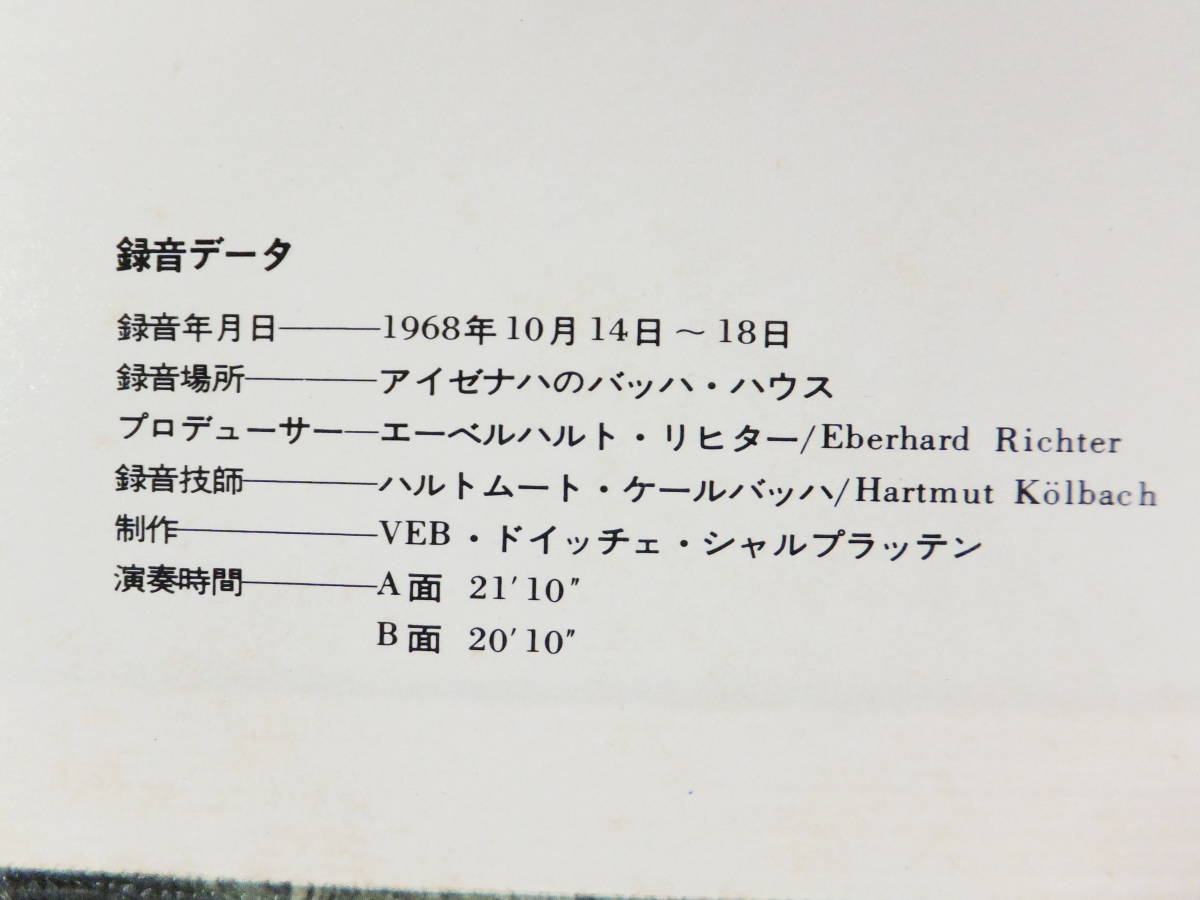 録音データ
録音年月日———1968年10月14日～18日
録音場所————アイゼナハのバッハ・ハウス
プロデューサー—エーベルハルト・リヒター/Eberhard Richter
録音技師————ハルトムート・ケールバッハ/Hartmut Kölbach
制作——————VEB・ドイッチェ・シャルプラッテン
演奏時間————A面 21′10″
B面 20′10″